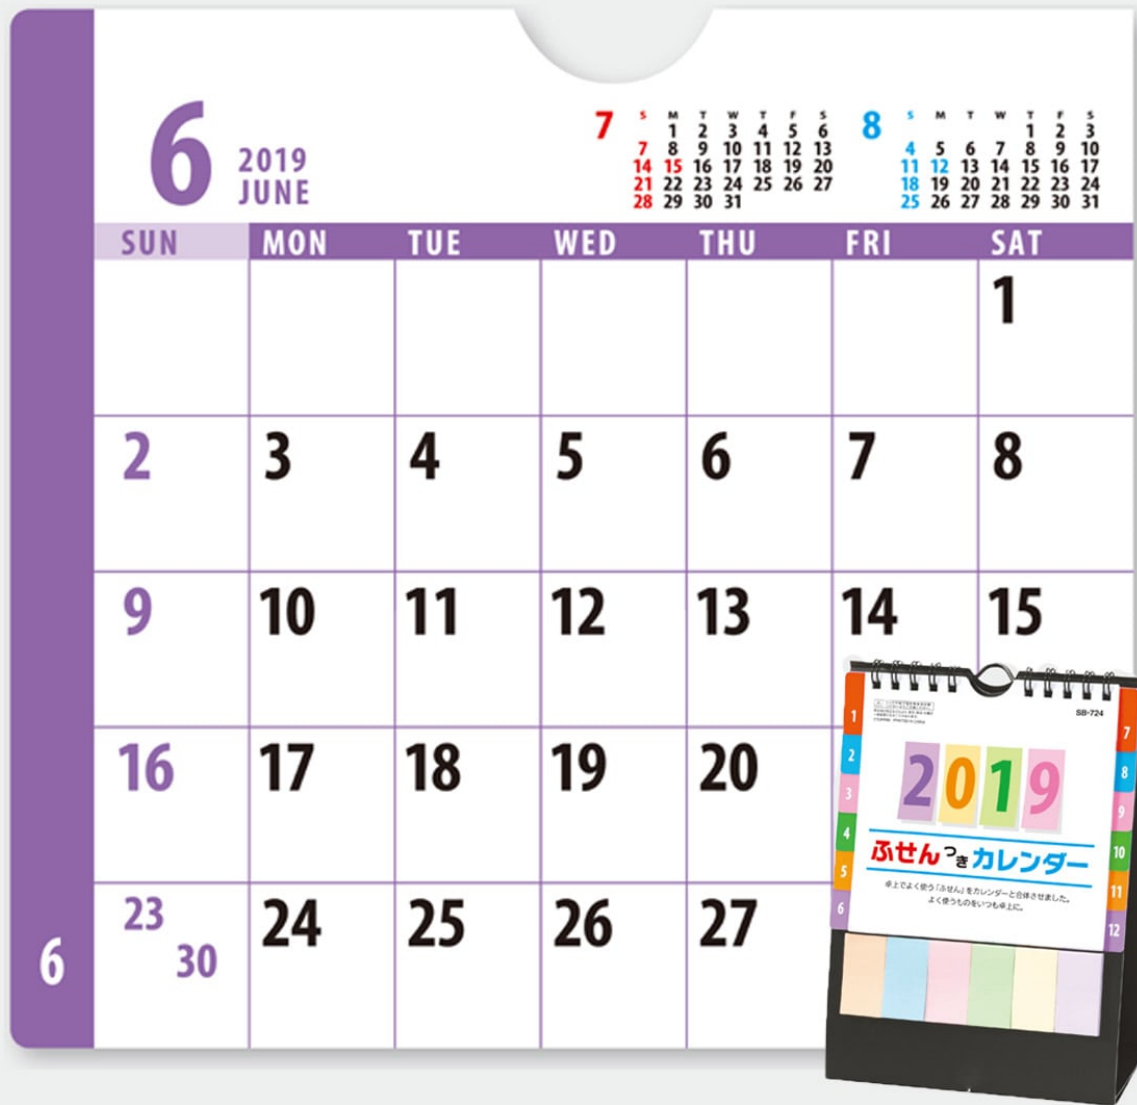 6 2019
JUNE
7 S M T W T F S
1 2 3 4 5 6
7 8 9 10 11 12 13
14 15 16 17 18 19 20
21 22 23 24 25 26 27
28 29 30 31
8 S M T W T F S
1 2 3
4 5 6 7 8 9 10
11 12 13 14 15 16 17
18 19 20 21 22 23 24
25 26 27 28 29 30 31
SUN MON TUE WED THU FRI SAT
1
2 3 4 5 6 7 8
9 10 11 12 13 14 15
16 17 18 19 20
23 30 24 25 26 27
6
SB-724
2019
ふせんつきカレンダー
卓上でよく使う「ふせん」をカレンダーと合体させました。
よく使うものをいつも卓上に。
1
2
3
4
5
6
7
8
9
10
11
12